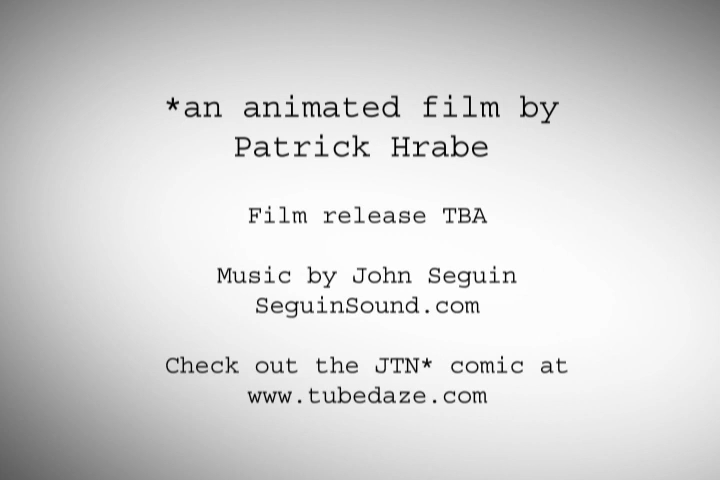 *an animated film by
Patrick Hrabe
Film release TBA
Music by John Seguin
SeguinSound.com
Check out the JTN* comic at
www.tubedaze.com